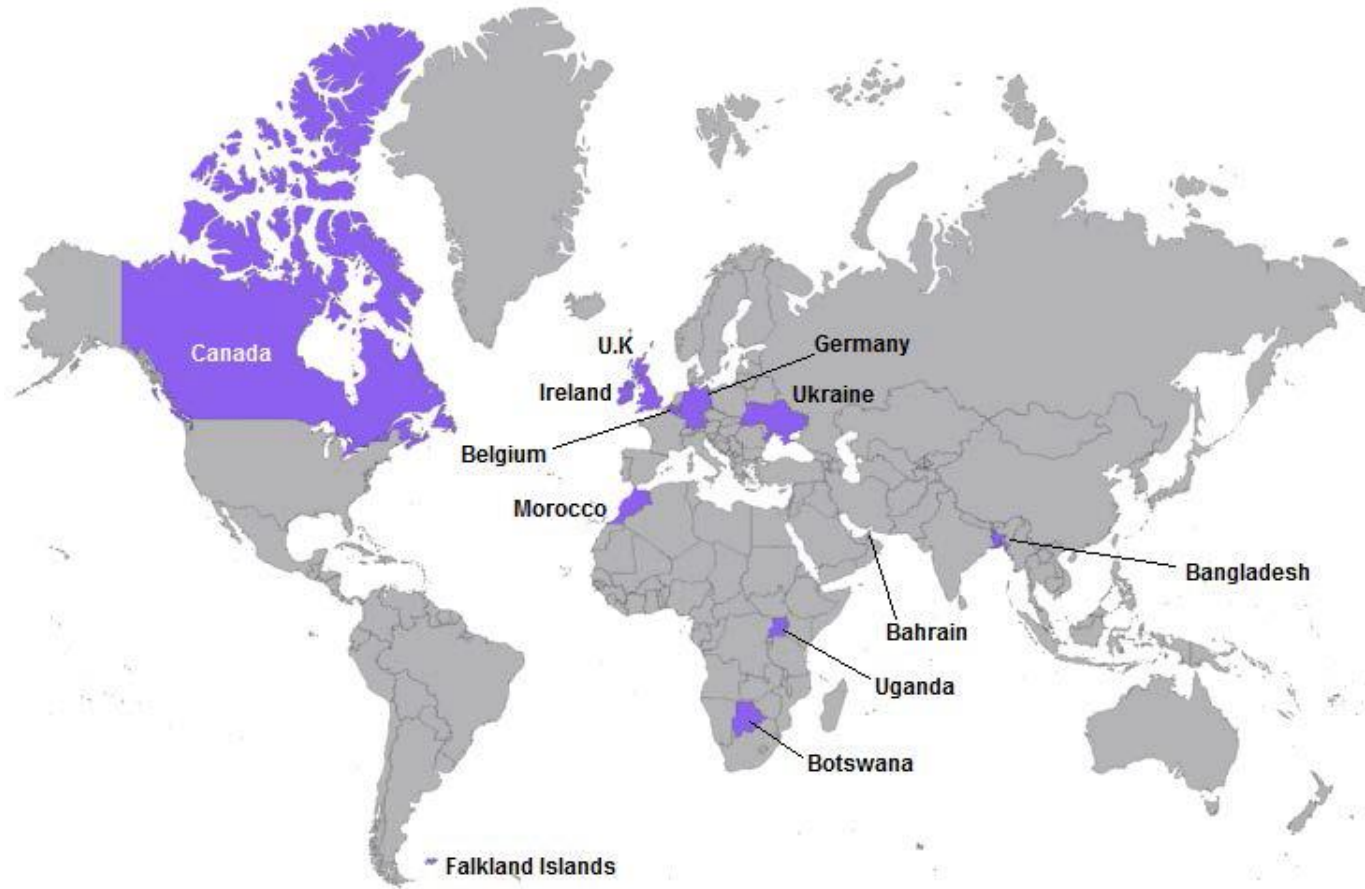 Canada
U.K
Germany
Ireland
Ukraine
Belgium
Morocco
Bangladesh
Bahrain
Uganda
Botswana
Falkland Islands